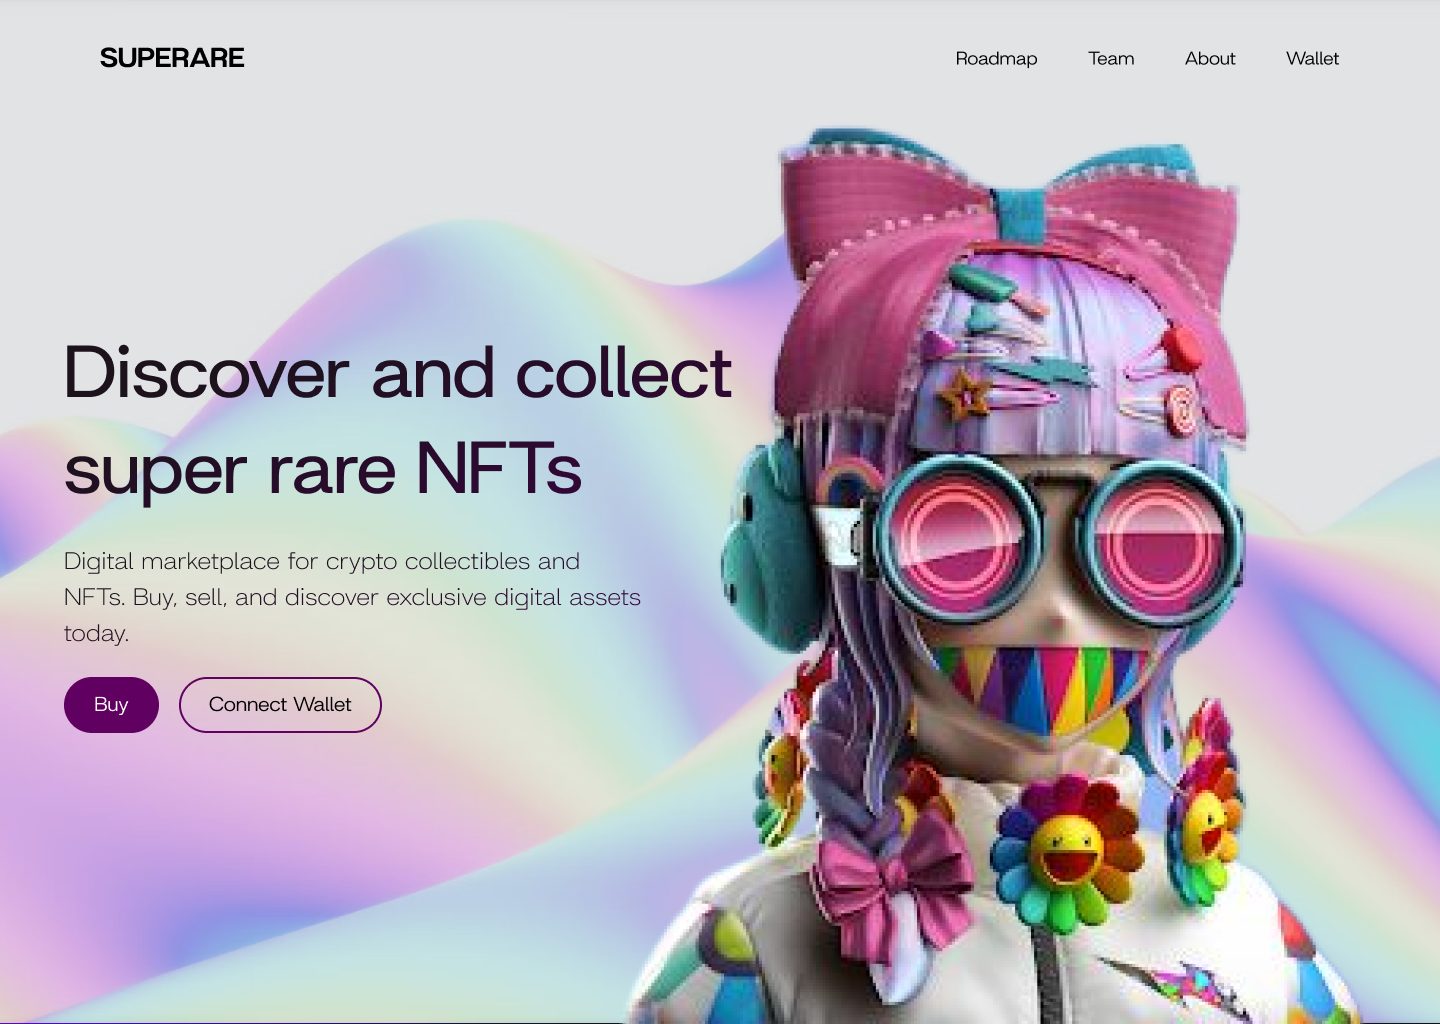 SUPERARE
Roadmap Team About Wallet
Discover and collect
super rare NFTs
Digital marketplace for crypto collectibles and
NFTs. Buy, sell, and discover exclusive digital assets
today.
Buy Connect Wallet